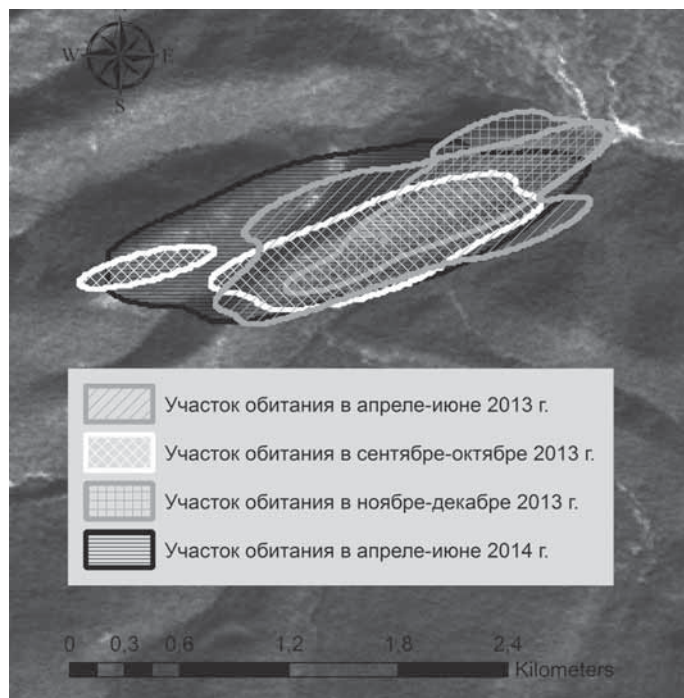 W E
S
Участок обитания в апреле-июне 2013 г.
Участок обитания в сентябре-октябре 2013 г.
Участок обитания в ноябре-декабре 2013 г.
Участок обитания в апреле-июне 2014 г.
0 0,3 0,6 1,2 1,8 2,4
Kilometers